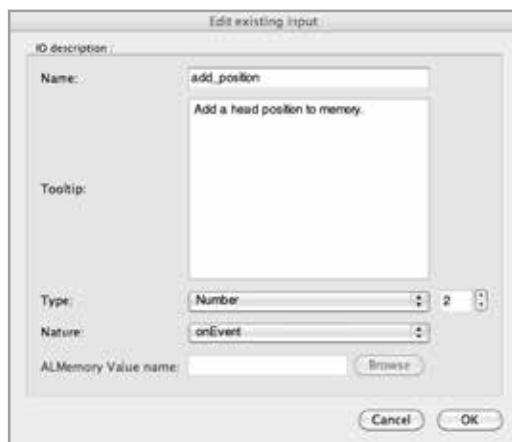 Edit existing input
IO description :
Name: add_position
Add a head position to memory.
Tooltip:
Type: Number 2
Nature: onEvent
ALMemory Value name: Browse
Cancel OK